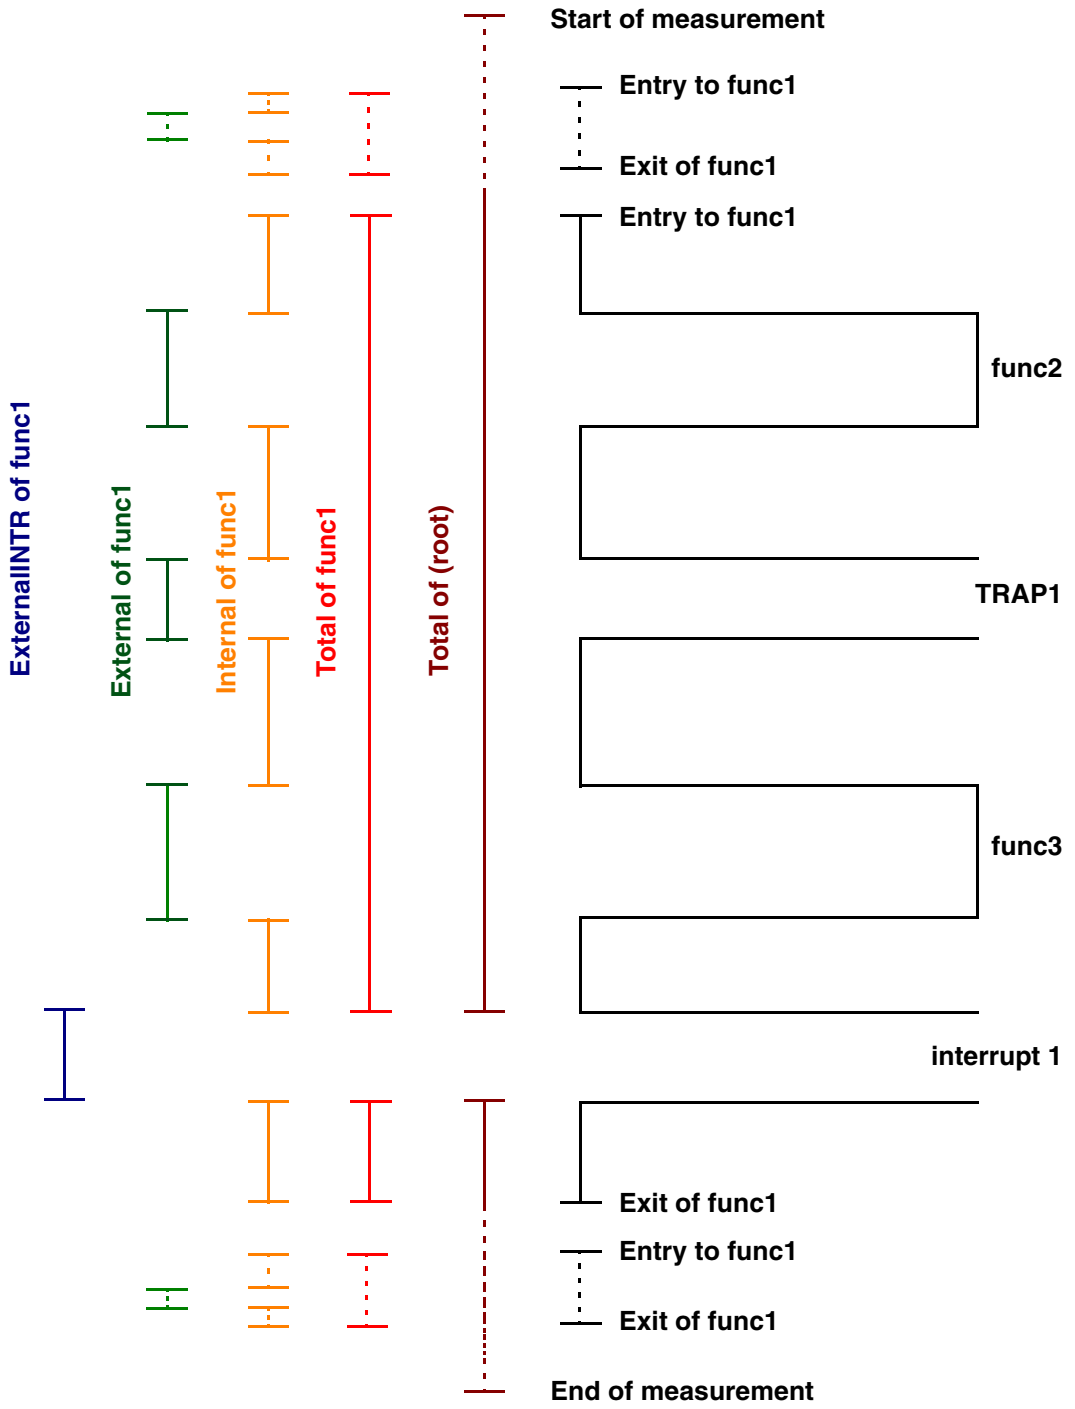 Start of measurement
Entry to func1
Exit of func1
Entry to func1
func2
ExternalINTR of func1
External of func1
Internal of func1
Total of func1
Total of (root)
TRAP1
func3
interrupt 1
Exit of func1
Entry to func1
Exit of func1
End of measurement